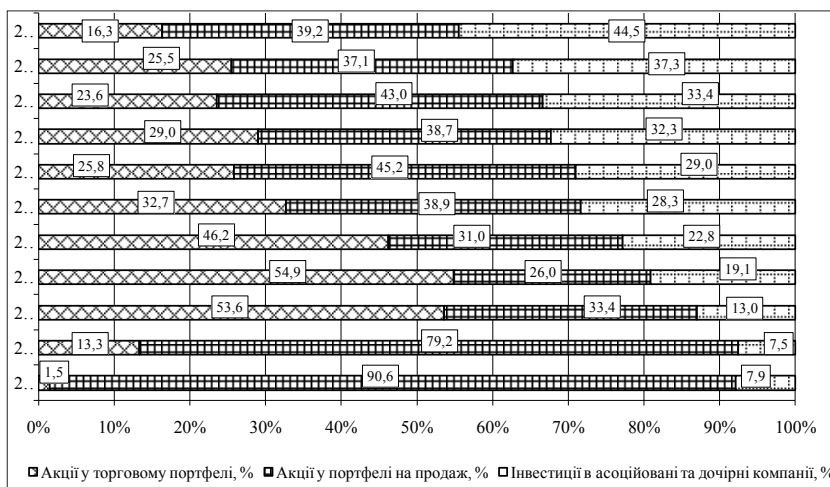 2.. 16,3 39,2 44,5
2.. 25,5 37,1 37,3
2.. 23,6 43,0 33,4
2.. 29,0 38,7 32,3
2.. 25,8 45,2 29,0
2.. 32,7 38,9 28,3
2.. 46,2 31,0 22,8
2.. 54,9 26,0 19,1
2.. 53,6 33,4 13,0
2.. 13,3 79,2 7,5
2.. 1,5 90,6 7,9
0% 10% 20% 30% 40% 50% 60% 70% 80% 90% 100%
Акції у торговому портфелі, % Акції у портфелі на продаж, % Інвестиції в асоційовані та дочірні компанії, %